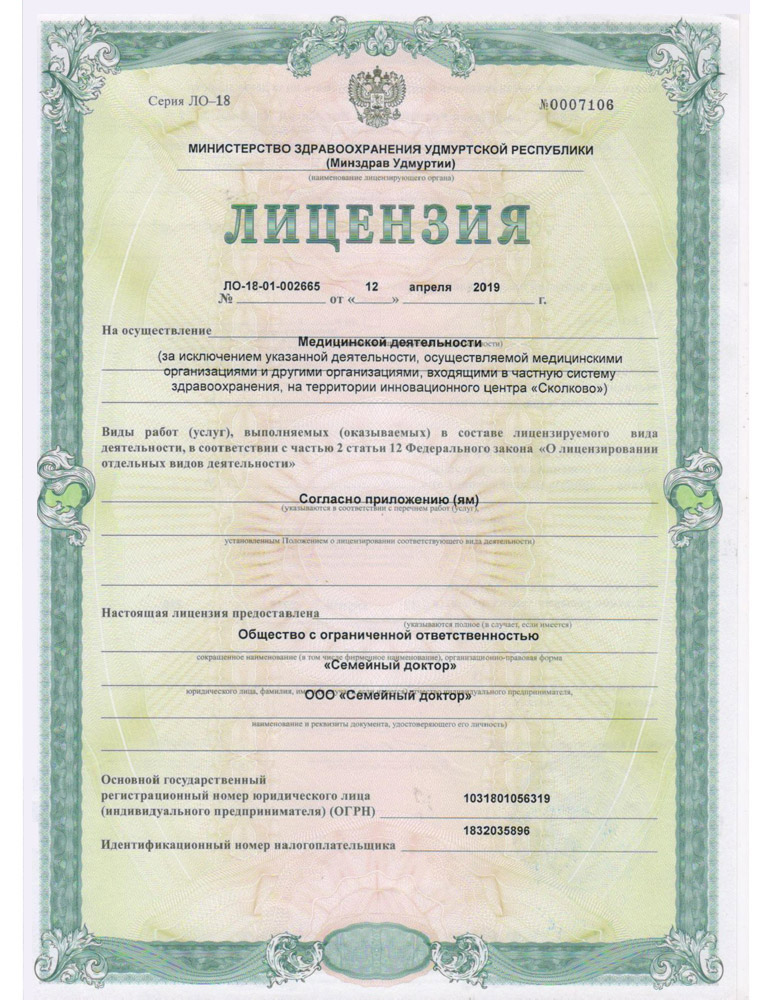 Серия ЛО–18 №0007106
МИНИСТЕРСТВО ЗДРАВООХРАНЕНИЯ УДМУРТСКОЙ РЕСПУБЛИКИ
(Минздрав Удмуртии)
(наименование лицензирующего органа)
ЛИЦЕНЗИЯ
№ ЛО-18-01-002665 от « 12 » апреля 2019 г.
На осуществление
Медицинской деятельности
(за исключением указанной деятельности, осуществляемой медицинскими
организациями и другими организациями, входящими в частную систему
здравоохранения, на территории инновационного центра «Сколково»)
Виды работ (услуг), выполняемых (оказываемых) в составе лицензируемого вида
деятельности, в соответствии с частью 2 статьи 12 Федерального закона «О лицензировании
отдельных видов деятельности»
Согласно приложению (ям)
(указываются в соответствии с перечнем работ (услуг),
установленным Положением о лицензировании соответствующего вида деятельности)
Настоящая лицензия предоставлена
(указываются полное (в случае, если имеется)
Общество с ограниченной ответственностью
сокращенное наименование (в том числе фирменное наименование), организационно-правовая форма
«Семейный доктор»
юридического лица, фамилия, индивидуального предпринимателя,
ООО «Семейный доктор»
наименование и реквизиты документа, удостоверяющего его личность)
Основной государственный
регистрационный номер юридического лица
(индивидуального предпринимателя) (ОГРН) 1031801056319
1832035896
Идентификационный номер налогоплательщика